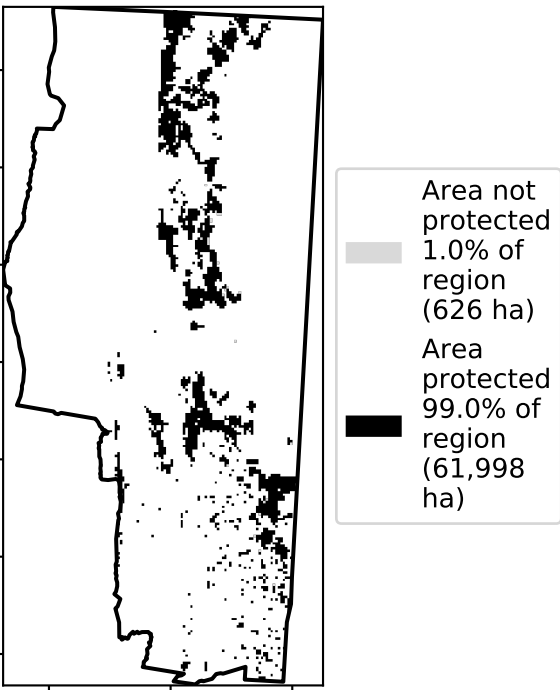 Area not
protected
1.0% of
region
(626 ha)
Area
protected
99.0% of
region
(61,998
ha)